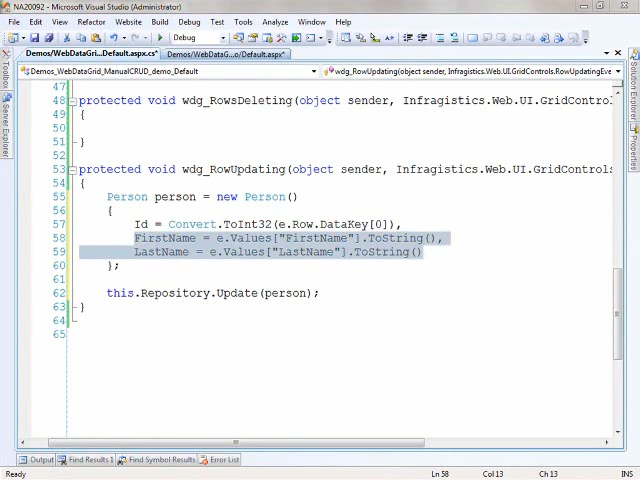 NA20092 - Microsoft Visual Studio (Administrator)
File Edit View Refactor Website Build Debug Test Tools Analyze Window Help
Debug
Demos/WebDataGri...Default.aspx.cs* Demos/WebDataG...o/Default.aspx*
Demos_WebDataGrid_ManualCRUD_demo_Default wdg_RowUpdating(object sender, Infragistics.Web.UI.GridControls.RowUpdatingEve
Toolbox
Server Explorer
Solution Explorer
Properties
47
48 protected void wdg_RowsDeleting(object sender, Infragistics.Web.UI.GridControl
49 {
50
51 }
52
53 protected void wdg_RowUpdating(object sender, Infragistics.Web.UI.GridControls
54 {
55 Person person = new Person()
56 {
57 Id = Convert.ToInt32(e.Row.DataKey[0]),
58 FirstName = e.Values["FirstName"].ToString(),
59 LastName = e.Values["LastName"].ToString()
60 };
61
62 this.Repository.Update(person);
63 }
64
65
Output Find Results 1 Find Symbol Results Error List
Ready Ln 58 Col 13 Ch 13